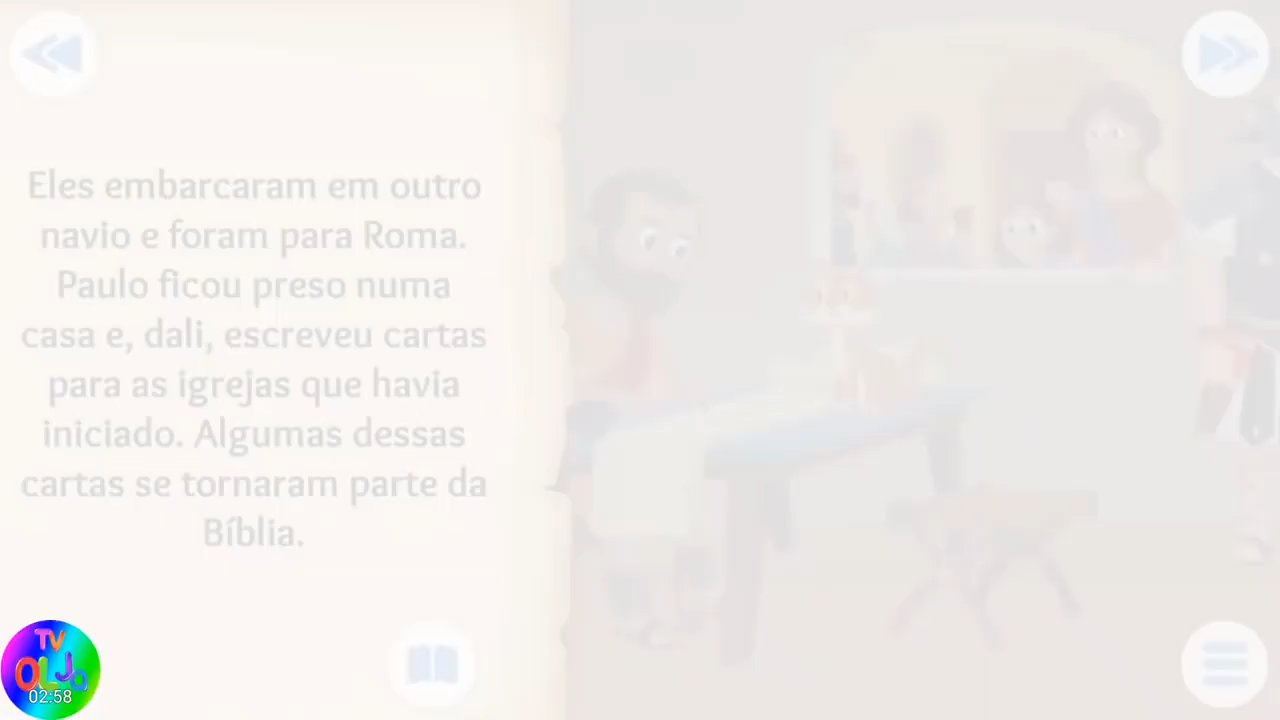 Eles embarcaram em outro
navio e foram para Roma.
Paulo ficou preso numa
casa e, dali, escreveu cartas
para as igrejas que havia
iniciado. Algumas dessas
cartas se tornaram parte da
Bíblia.
TV
02:58